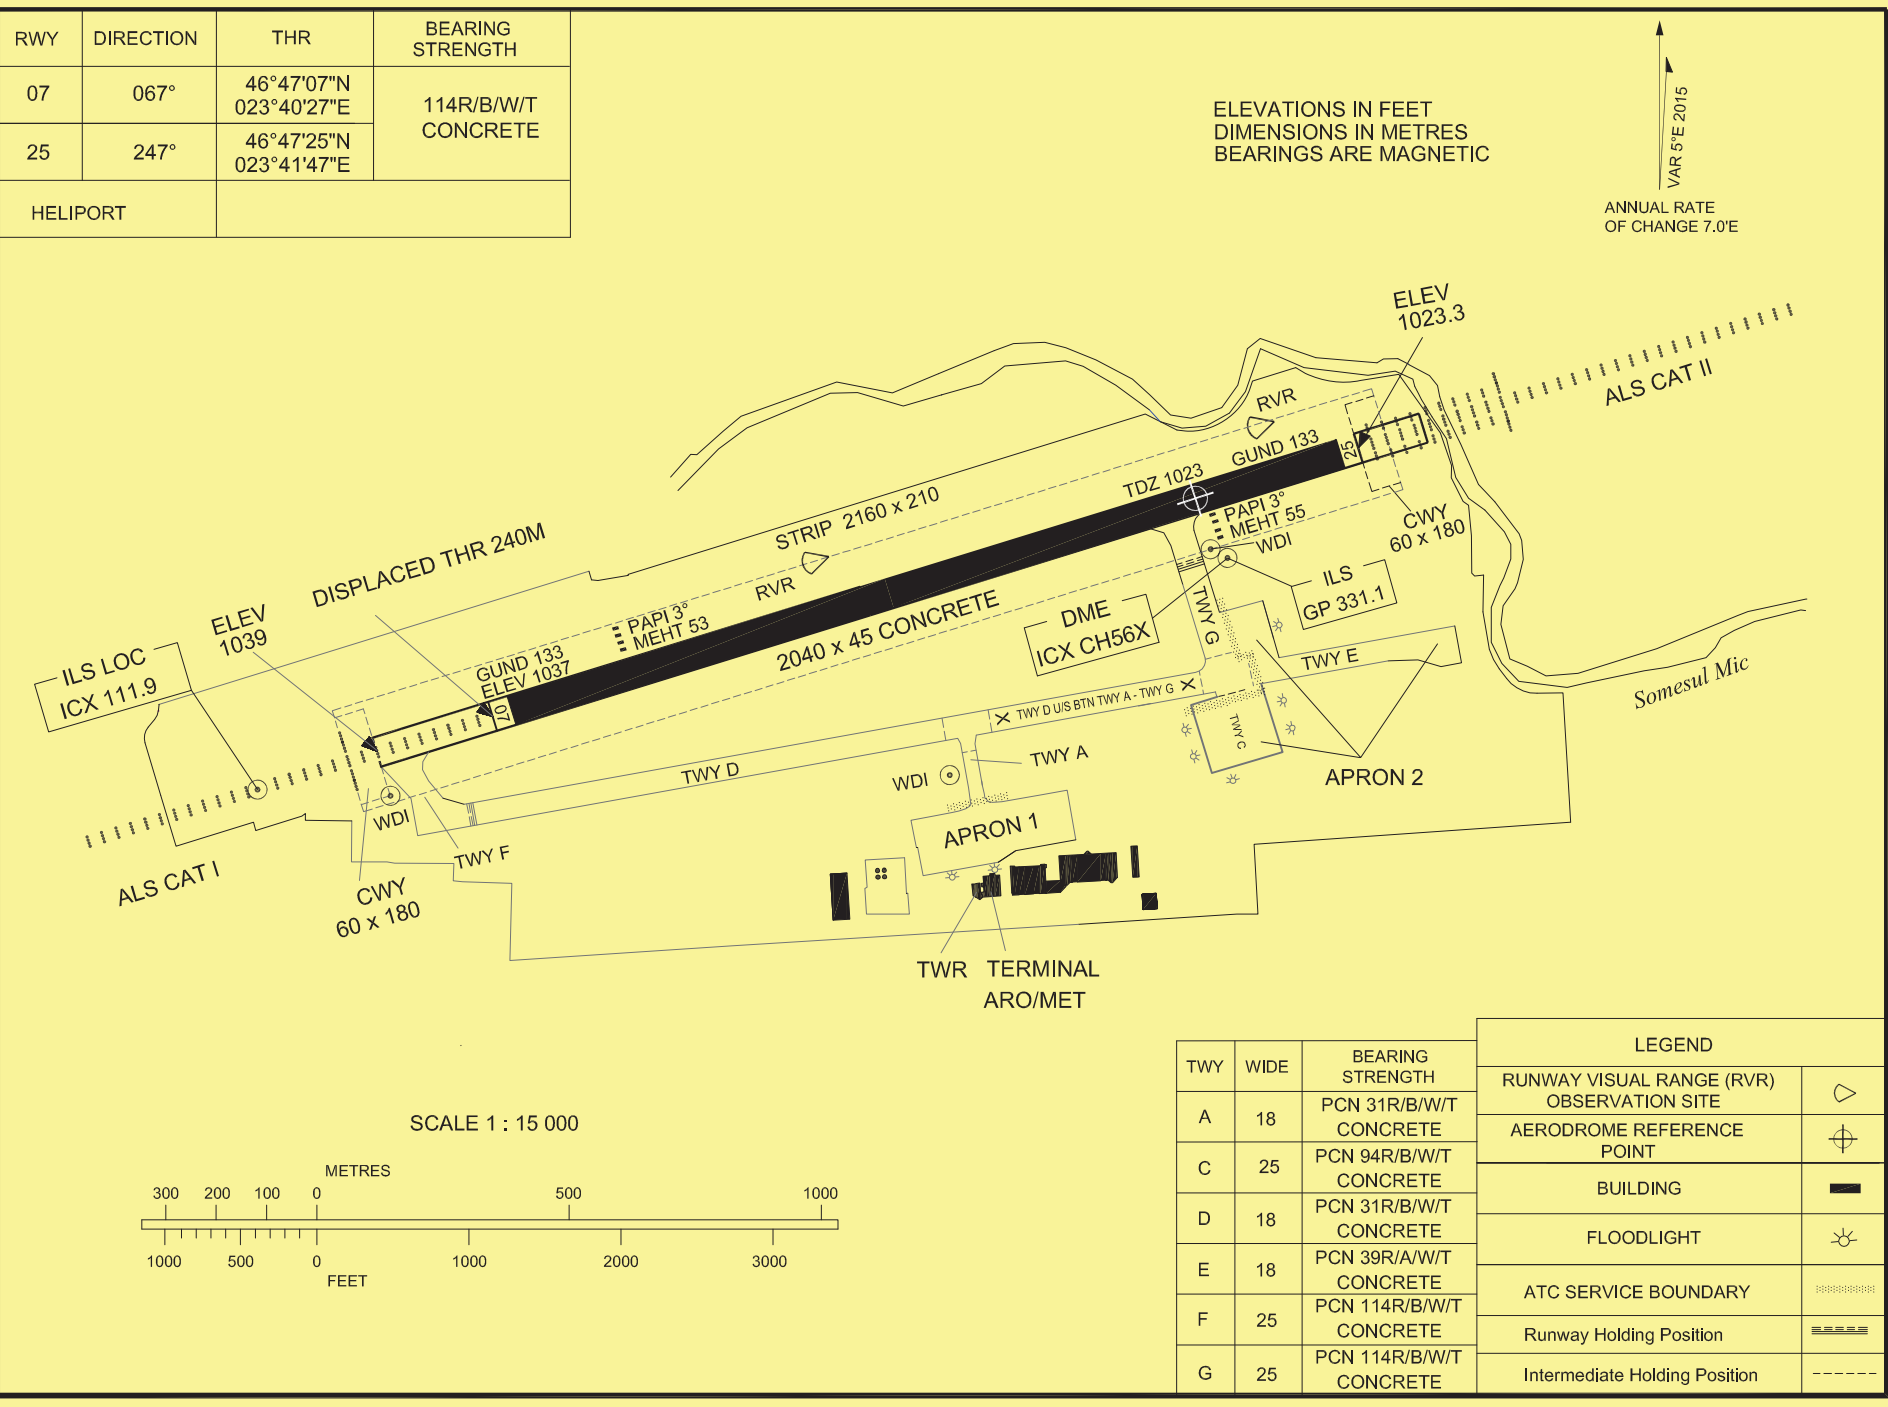 RWY DIRECTION THR BEARING
STRENGTH
07 067° 46°47'07"N
023°40'27"E
114R/B/W/T
CONCRETE
25 247° 46°47'25"N
023°41'47"E
HELIPORT
ELEVATIONS IN FEET
DIMENSIONS IN METRES
BEARINGS ARE MAGNETIC
VAR 5°E 2015
ANNUAL RATE
OF CHANGE 7.0'E
ELEV
1023.3
ALS CAT II
RVR
GUND 133
25
TDZ 1023
STRIP 2160 x 210
PAPI 3°
MEHT 55
WDI
CWY
60 x 180
DISPLACED THR 240M
RVR
ELEV
1039
PAPI 3°
MEHT 53
2040 x 45 CONCRETE
ILS
GP 331.1
DME
ICX CH56X
TWY G
TWY E
Somesul Mic
ILS LOC
ICX 111.9
GUND 133
ELEV 1037
07
X TWY D U/S BTN TWY A - TWY G X
TWY C
TWY D
TWY A
WDI
APRON 2
WDI
APRON 1
TWY F
ALS CAT I
CWY
60 x 180
TWR TERMINAL
ARO/MET
SCALE 1 : 15 000
METRES
300 200 100 0 500 1000
1000 500 0 1000 2000 3000
FEET
TWY WIDE BEARING
STRENGTH
A 18 PCN 31R/B/W/T
CONCRETE
C 25 PCN 94R/B/W/T
CONCRETE
D 18 PCN 31R/B/W/T
CONCRETE
E 18 PCN 39R/A/W/T
CONCRETE
F 25 PCN 114R/B/W/T
CONCRETE
G 25 PCN 114R/B/W/T
CONCRETE
LEGEND
RUNWAY VISUAL RANGE (RVR)
OBSERVATION SITE
AERODROME REFERENCE
POINT
BUILDING
FLOODLIGHT
ATC SERVICE BOUNDARY
Runway Holding Position
Intermediate Holding Position